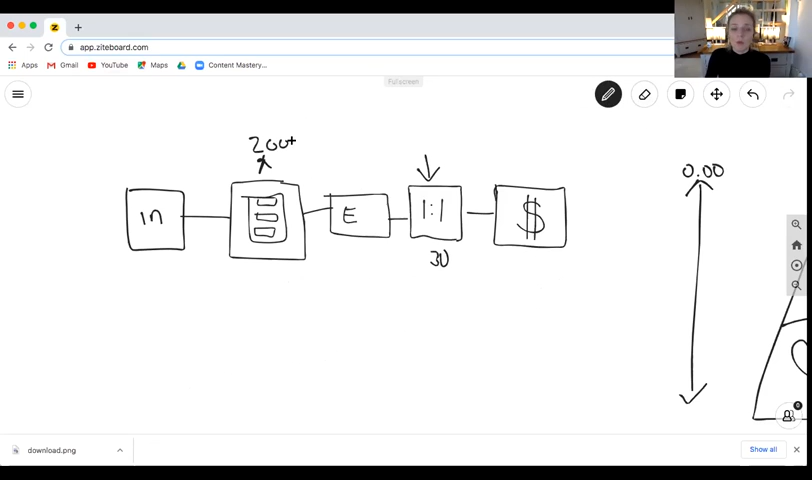 app.ziteboard.com
Apps Gmail YouTube Maps Content Mastery...
Fullscreen
200+
0.00
in
E
1:1
$
30
0
download.png
Show all